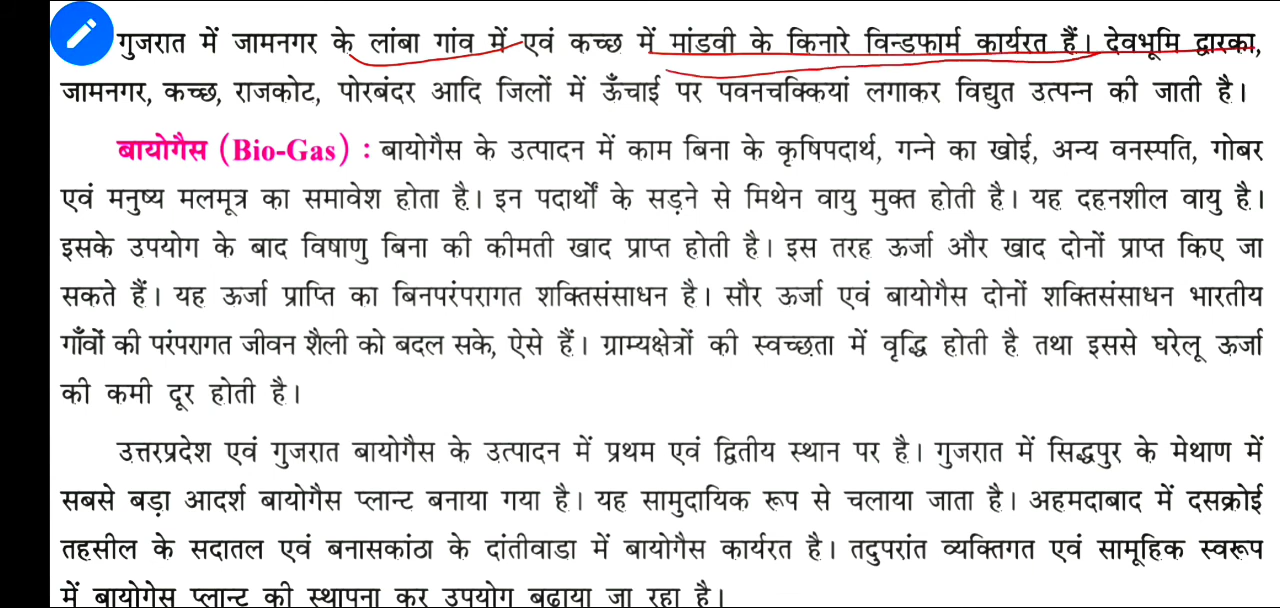 गुजरात में जामनगर के लांबा गांव में एवं कच्छ में मांडवी के किनारे विन्डफार्म कार्यरत हैं। देवभूमि द्वारका,
जामनगर, कच्छ, राजकोट, पोरबंदर आदि जिलों में ऊँचाई पर पवनचक्कियां लगाकर विद्युत उत्पन्न की जाती है।
बायोगैस (Bio-Gas) : बायोगैस के उत्पादन में काम बिना के कृषिपदार्थ, गन्ने का खोई, अन्य वनस्पति, गोबर
एवं मनुष्य मलमूत्र का समावेश होता है। इन पदार्थों के सड़ने से मिथेन वायु मुक्त होती है। यह दहनशील वायु है।
इसके उपयोग के बाद विषाणु बिना की कीमती खाद प्राप्त होती है। इस तरह ऊर्जा और खाद दोनों प्राप्त किए जा
सकते हैं। यह ऊर्जा प्राप्ति का बिनपरंपरागत शक्तिसंसाधन है। सौर ऊर्जा एवं बायोगैस दोनों शक्तिसंसाधन भारतीय
गाँवों की परंपरागत जीवन शैली को बदल सके, ऐसे हैं। ग्राम्यक्षेत्रों की स्वच्छता में वृद्धि होती है तथा इससे घरेलू ऊर्जा
की कमी दूर होती है।
उत्तरप्रदेश एवं गुजरात बायोगैस के उत्पादन में प्रथम एवं द्वितीय स्थान पर है। गुजरात में सिद्धपुर के मेथाण में
सबसे बड़ा आदर्श बायोगैस प्लान्ट बनाया गया है। यह सामुदायिक रूप से चलाया जाता है। अहमदाबाद में दसक्रोई
तहसील के सदातल एवं बनासकांठा के दांतीवाडा में बायोगैस कार्यरत है। तदुपरांत व्यक्तिगत एवं सामूहिक स्वरूप
में बायोगेस प्लान्ट की स्थापना कर उपयोग बढाया जा रहा है।